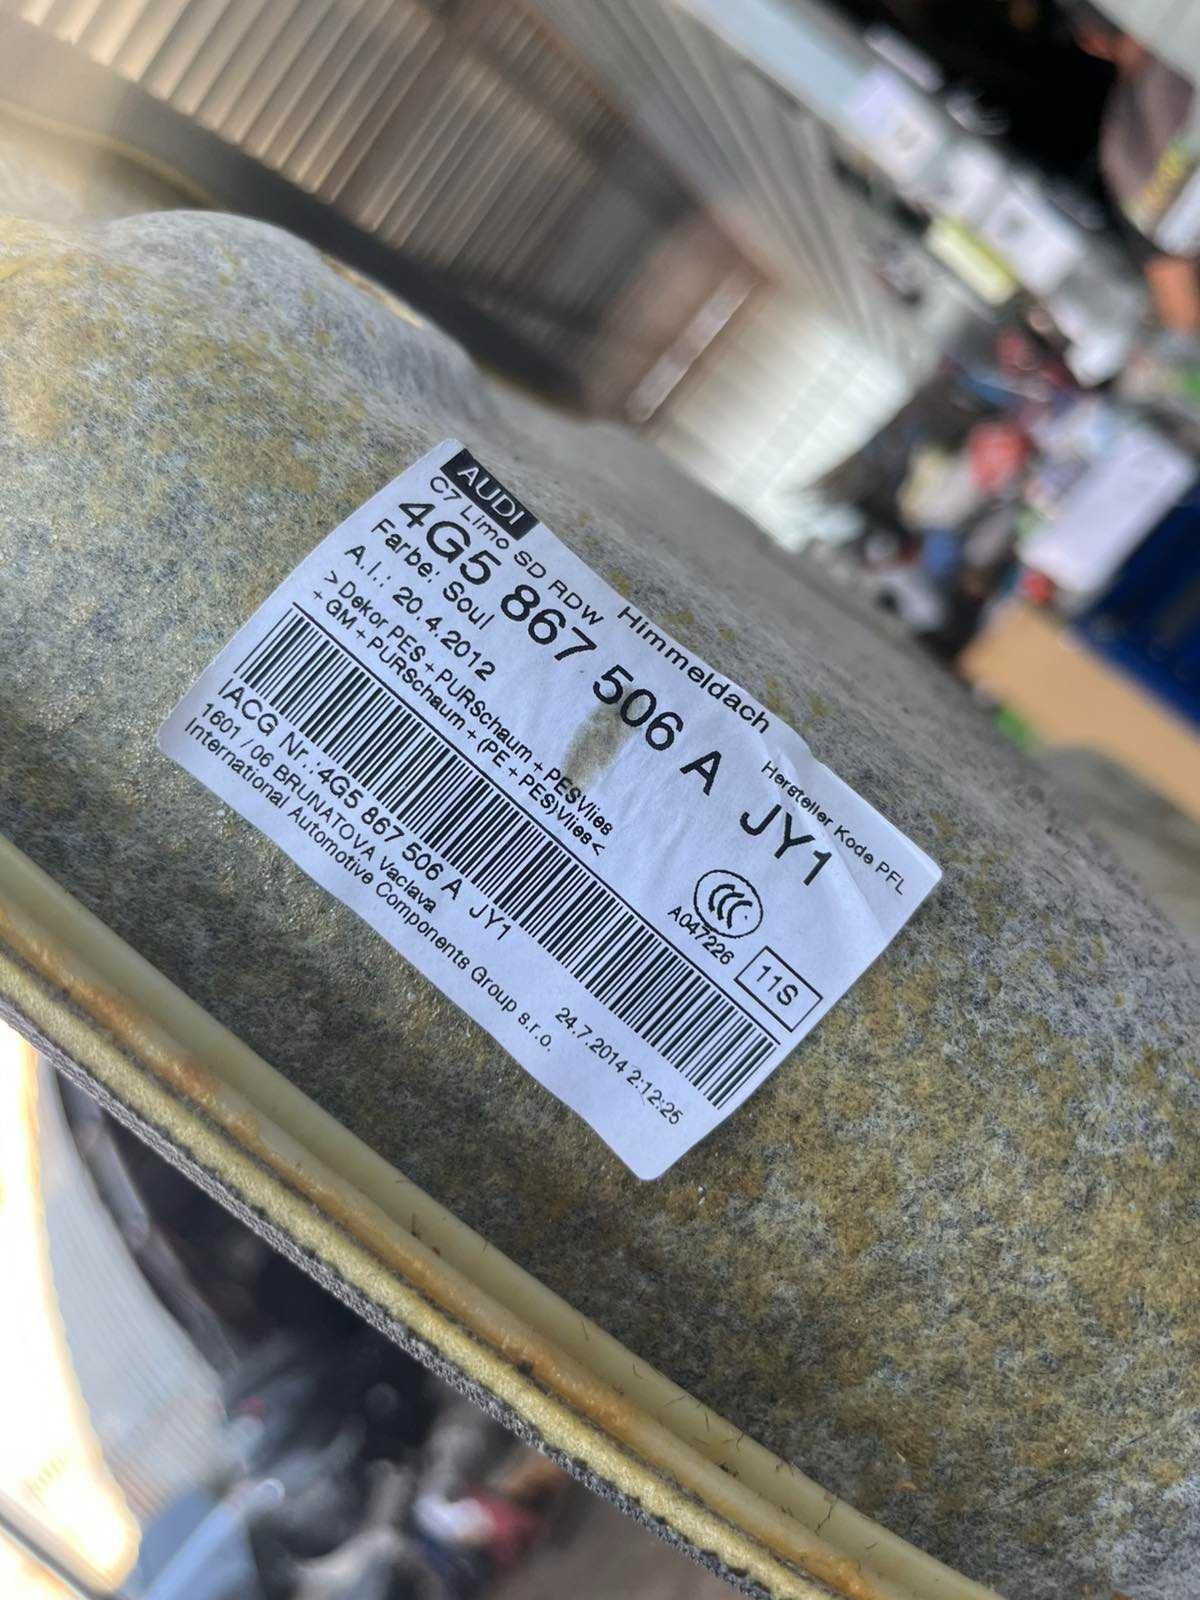 AUDI
C7 Limo SD RDW Himmeldach
Hersteller Kode PFL
4G5 867 506 A JY1
Farbe: Soul
A.I.: 20.4.2012
>Dekor PES + PURSchaum + PESVlies
+ GM + PURSchaum + (PE + PES)Vlies<
A047226
11S
IACG Nr.:4G5 867 506 A JY1
1601 / 06 BRUNATOVA Vaclava
24.7.2014 2:12:25
International Automotive Components Group s.r.o.